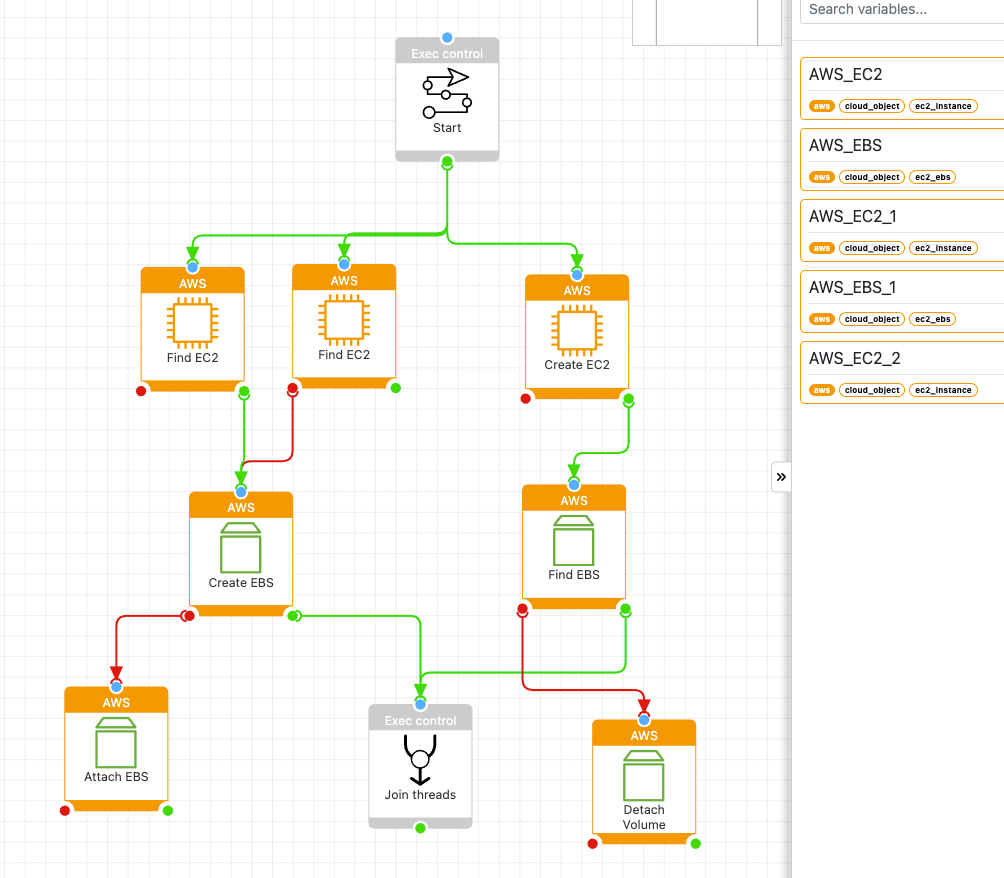 Search variables...
Exec control
Start
AWS_EC2
aws cloud_object ec2_instance
AWS_EBS
aws cloud_object ec2_ebs
AWS_EC2_1
aws cloud_object ec2_instance
AWS_EBS_1
aws cloud_object ec2_ebs
AWS_EC2_2
aws cloud_object ec2_instance
AWS
Find EC2
AWS
Find EC2
AWS
Create EC2
AWS
Create EBS
AWS
Find EBS
AWS
Attach EBS
Exec control
Join threads
AWS
Detach
Volume